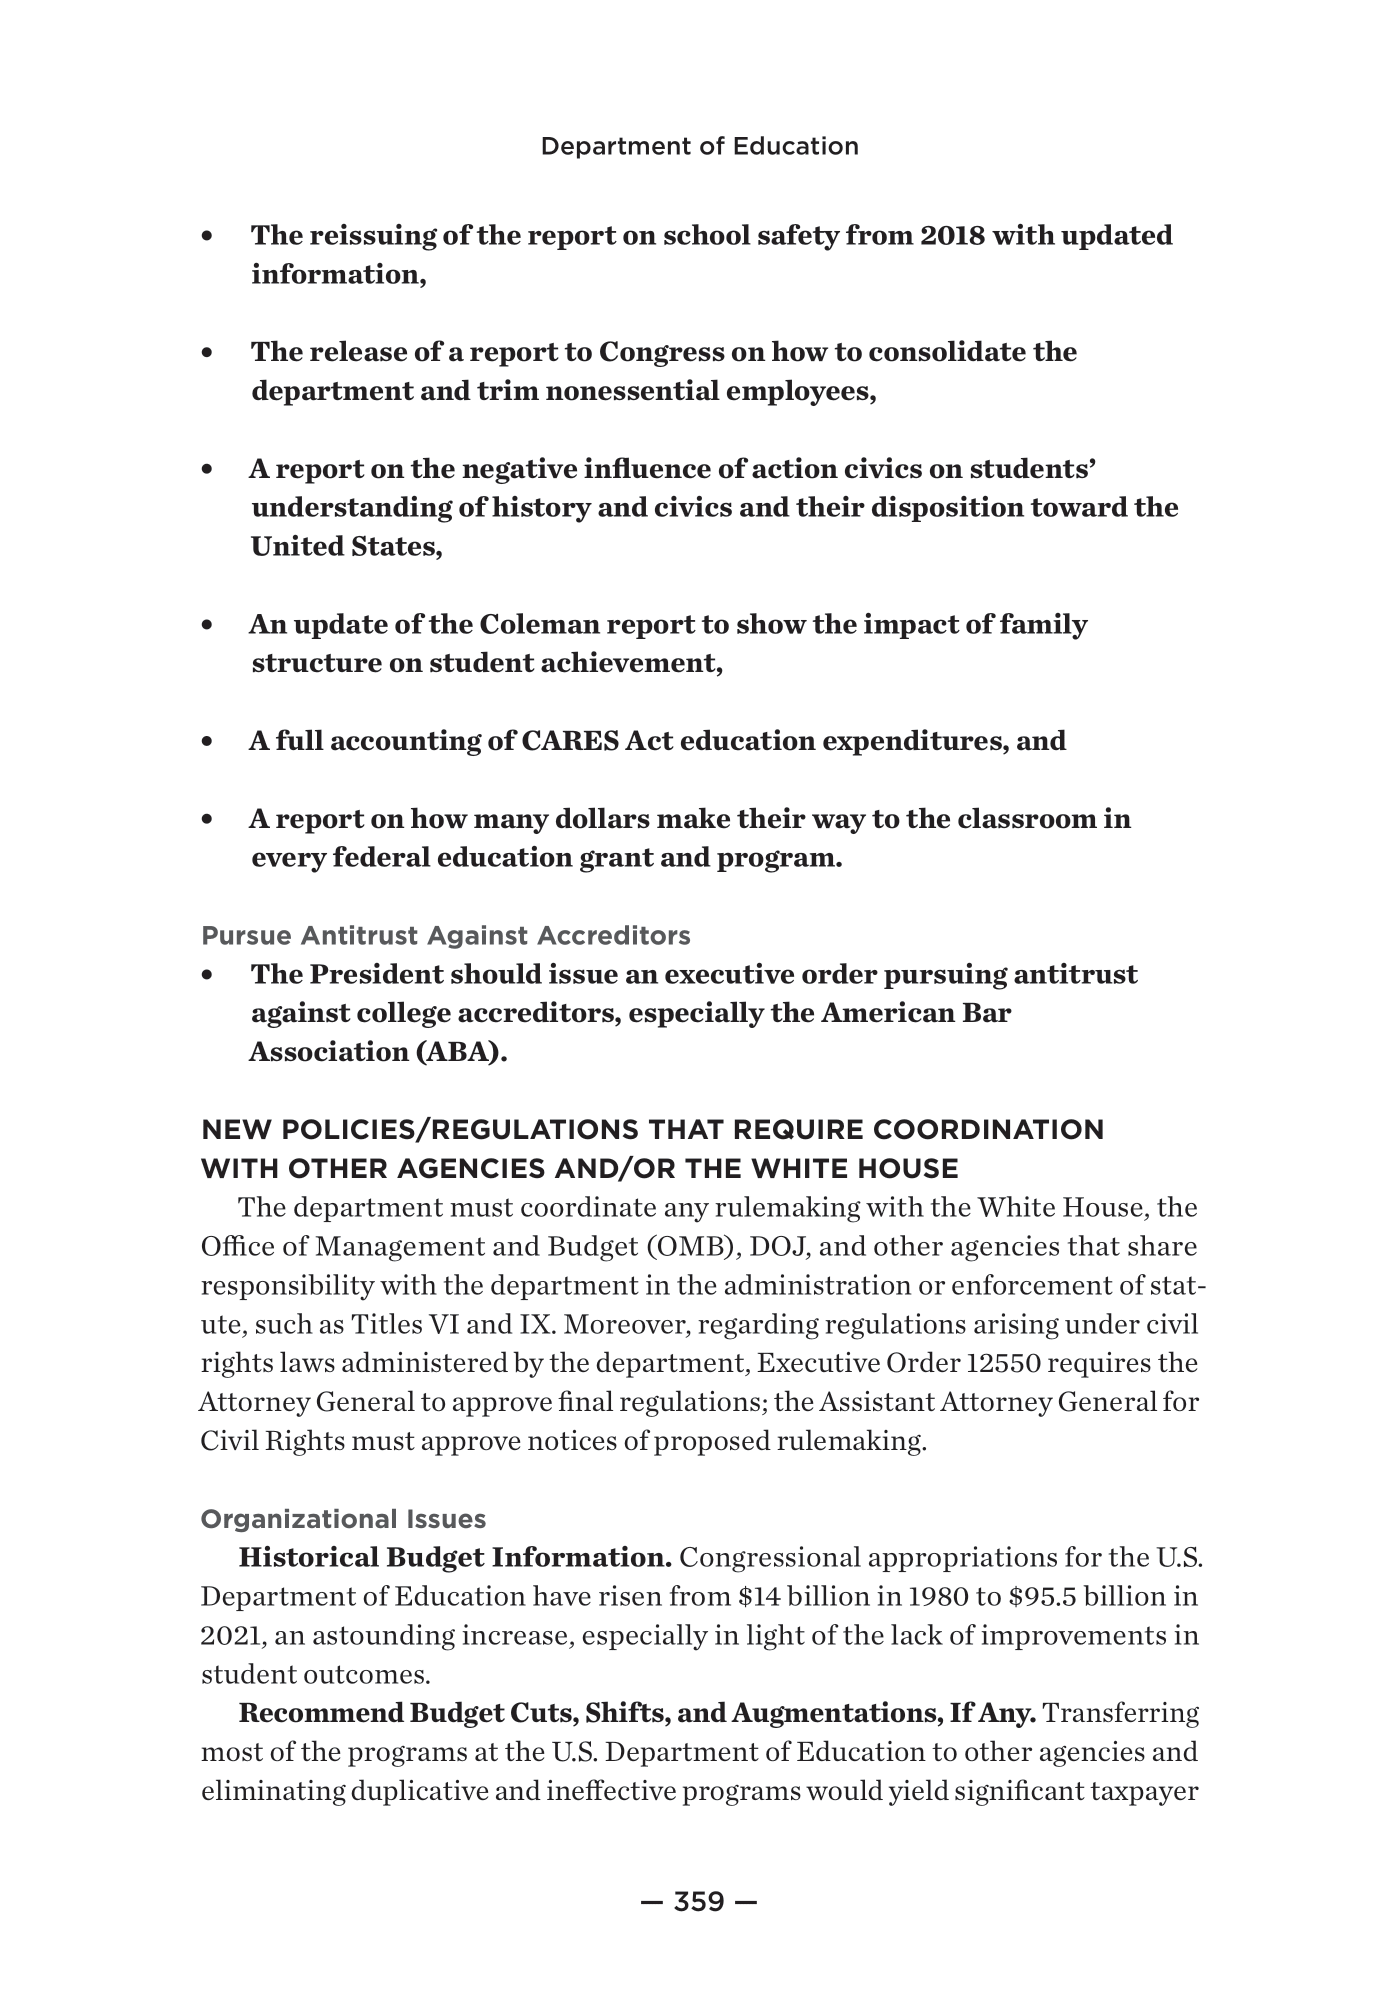 Department of Education
• The reissuing of the report on school safety from 2018 with updated
information,
• The release of a report to Congress on how to consolidate the
department and trim nonessential employees,
• A report on the negative influence of action civics on students’
understanding of history and civics and their disposition toward the
United States,
• An update of the Coleman report to show the impact of family
structure on student achievement,
• A full accounting of CARES Act education expenditures, and
• A report on how many dollars make their way to the classroom in
every federal education grant and program.
Pursue Antitrust Against Accreditors
• The President should issue an executive order pursuing antitrust
against college accreditors, especially the American Bar
Association (ABA).
NEW POLICIES/REGULATIONS THAT REQUIRE COORDINATION
WITH OTHER AGENCIES AND/OR THE WHITE HOUSE
The department must coordinate any rulemaking with the White House, the
Office of Management and Budget (OMB), DOJ, and other agencies that share
responsibility with the department in the administration or enforcement of stat-
ute, such as Titles VI and IX. Moreover, regarding regulations arising under civil
rights laws administered by the department, Executive Order 12550 requires the
Attorney General to approve final regulations; the Assistant Attorney General for
Civil Rights must approve notices of proposed rulemaking.
Organizational Issues
Historical Budget Information. Congressional appropriations for the U.S.
Department of Education have risen from $14 billion in 1980 to $95.5 billion in
2021, an astounding increase, especially in light of the lack of improvements in
student outcomes.
Recommend Budget Cuts, Shifts, and Augmentations, If Any. Transferring
most of the programs at the U.S. Department of Education to other agencies and
eliminating duplicative and ineffective programs would yield significant taxpayer
— 359 —